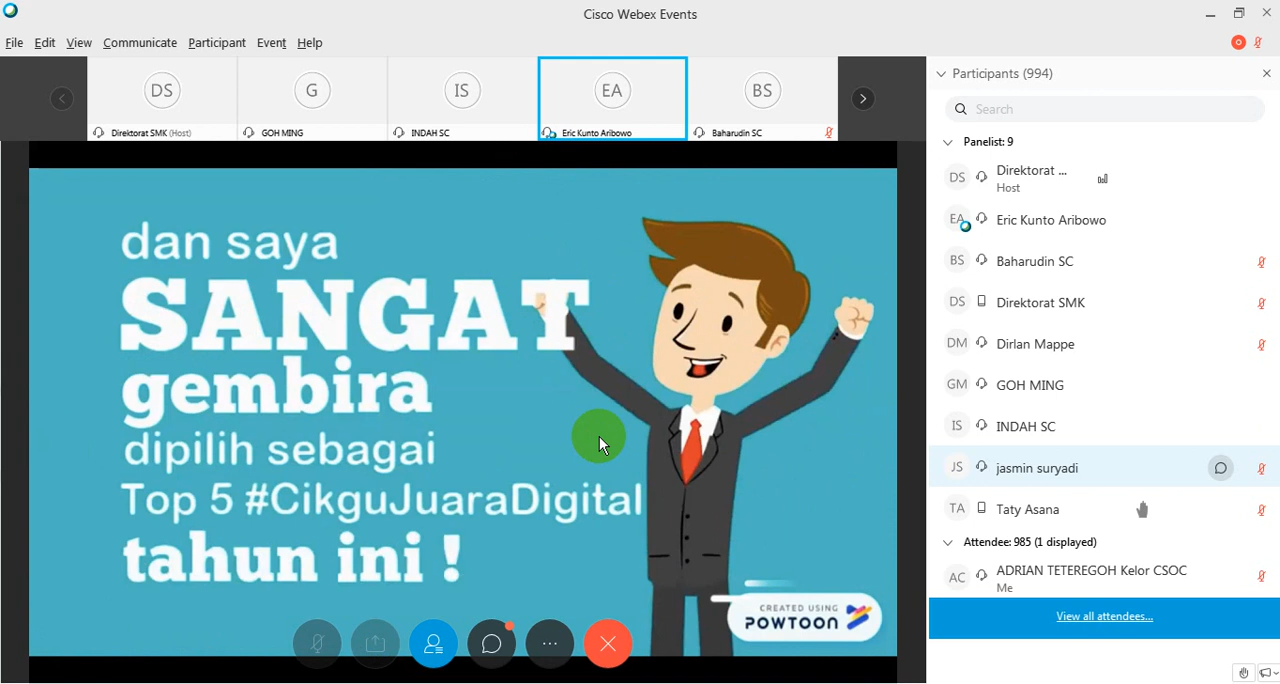 Cisco Webex Events
File Edit View Communicate Participant Event Help
DS
Direktorat SMK (Host)
G
GOH MING
IS
INDAH SC
EA
Eric Kunto Aribowo
BS
Baharudin SC
dan saya
SANGAT
gembira
dipilih sebagai
Top 5 #CikguJuaraDigital
tahun ini !
CREATED USING
POWTOON
Participants (994)
Search
Panelist: 9
DS Direktorat ...
Host
EA Eric Kunto Aribowo
BS Baharudin SC
DS Direktorat SMK
DM Dirlan Mappe
GM GOH MING
IS INDAH SC
JS jasmin suryadi
TA Taty Asana
Attendee: 985 (1 displayed)
AC ADRIAN TETEREGOH Kelor CSOC
Me
View all attendees...